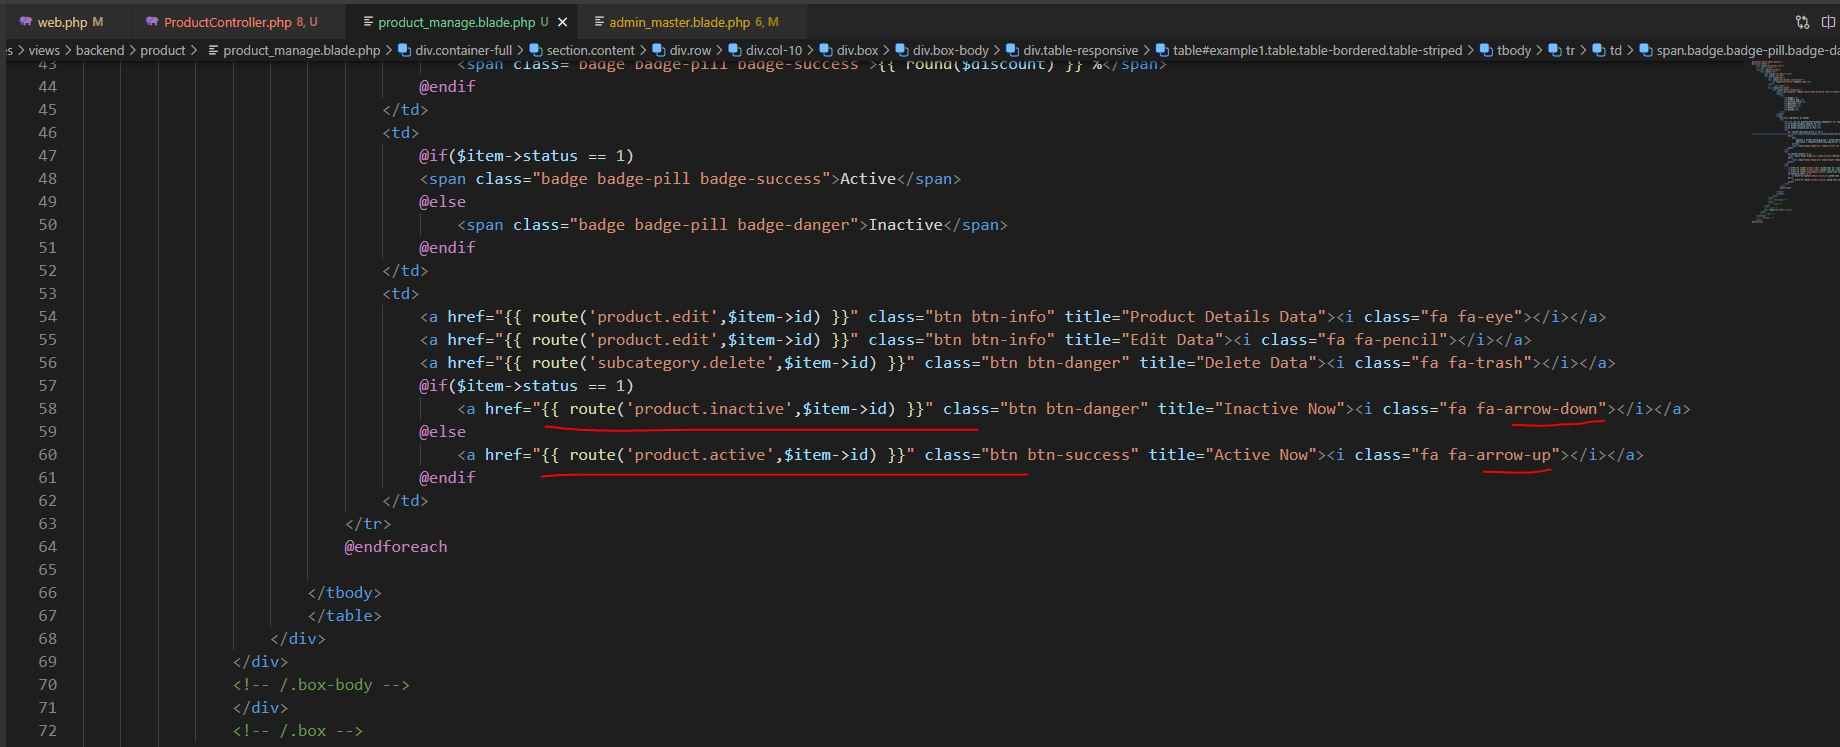 web.php M
ProductController.php 8, U
product_manage.blade.php U
admin_master.blade.php 6, M
es > views > backend > product > product_manage.blade.php > div.container-full > section.content > div.row > div.col-10 > div.box > div.box-body > div.table-responsive > table#example1.table.table-bordered.table-striped > tbody > tr > td > span.badge.badge-pill.badge-da
43 <span class="badge badge-pill badge-success">{{ round($discount) }} %</span>
44 @endif
45 </td>
46 <td>
47 @if($item->status == 1)
48 <span class="badge badge-pill badge-success">Active</span>
49 @else
50 <span class="badge badge-pill badge-danger">Inactive</span>
51 @endif
52 </td>
53 <td>
54 <a href="{{ route('product.edit',$item->id) }}" class="btn btn-info" title="Product Details Data"><i class="fa fa-eye"></i></a>
55 <a href="{{ route('product.edit',$item->id) }}" class="btn btn-info" title="Edit Data"><i class="fa fa-pencil"></i></a>
56 <a href="{{ route('subcategory.delete',$item->id) }}" class="btn btn-danger" title="Delete Data"><i class="fa fa-trash"></i></a>
57 @if($item->status == 1)
58 <a href="{{ route('product.inactive',$item->id) }}" class="btn btn-danger" title="Inactive Now"><i class="fa fa-arrow-down"></i></a>
59 @else
60 <a href="{{ route('product.active',$item->id) }}" class="btn btn-success" title="Active Now"><i class="fa fa-arrow-up"></i></a>
61 @endif
62 </td>
63 </tr>
64 @endforeach
65
66 </tbody>
67 </table>
68 </div>
69 </div>
70 <!-- /.box-body -->
71 </div>
72 <!-- /.box -->